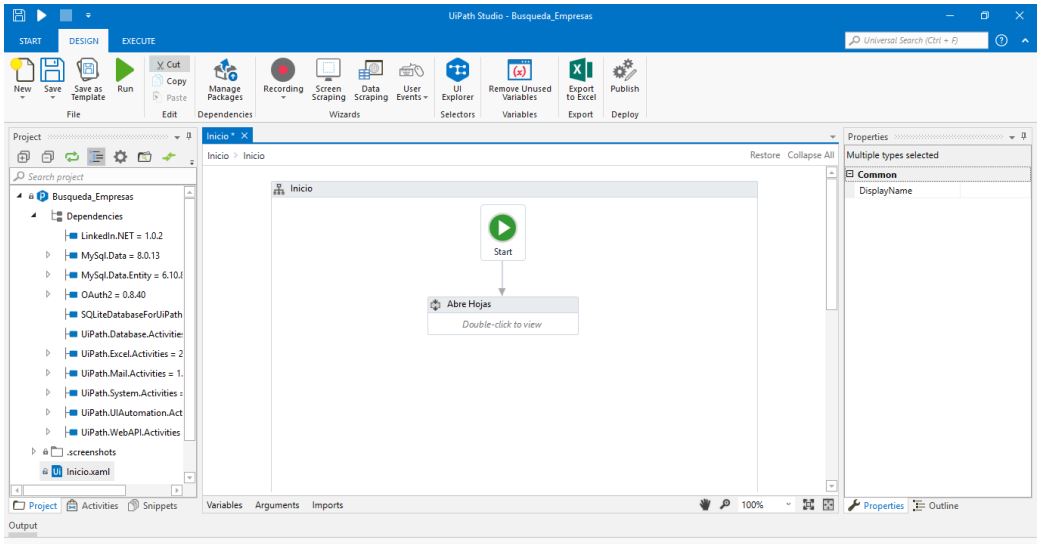 UiPath Studio - Busqueda_Empresas
START DESIGN EXECUTE
Universal Search (Ctrl + F)
New Save Save as Template Run
Cut
Copy
Paste
Manage Packages
Recording Screen Scraping Data Scraping User Events
UI Explorer
Remove Unused Variables
Export to Excel
Publish
File Edit Dependencies Wizards Selectors Variables Export Deploy
Project
Search project
Busqueda_Empresas
Dependencies
LinkedIn.NET = 1.0.2
MySql.Data = 8.0.13
MySql.Data.Entity = 6.10.8
OAuth2 = 0.8.40
SQLiteDatabaseForUiPath
UiPath.Database.Activities
UiPath.Excel.Activities = 2
UiPath.Mail.Activities = 1.
UiPath.System.Activities =
UiPath.UIAutomation.Act
UiPath.WebAPI.Activities
.screenshots
Inicio.xaml
Project Activities Snippets
Inicio *
Inicio > Inicio
Restore Collapse All
Inicio
Start
Abre Hojas
Double-click to view
Variables Arguments Imports
100%
Properties
Multiple types selected
Common
DisplayName
Properties Outline
Output